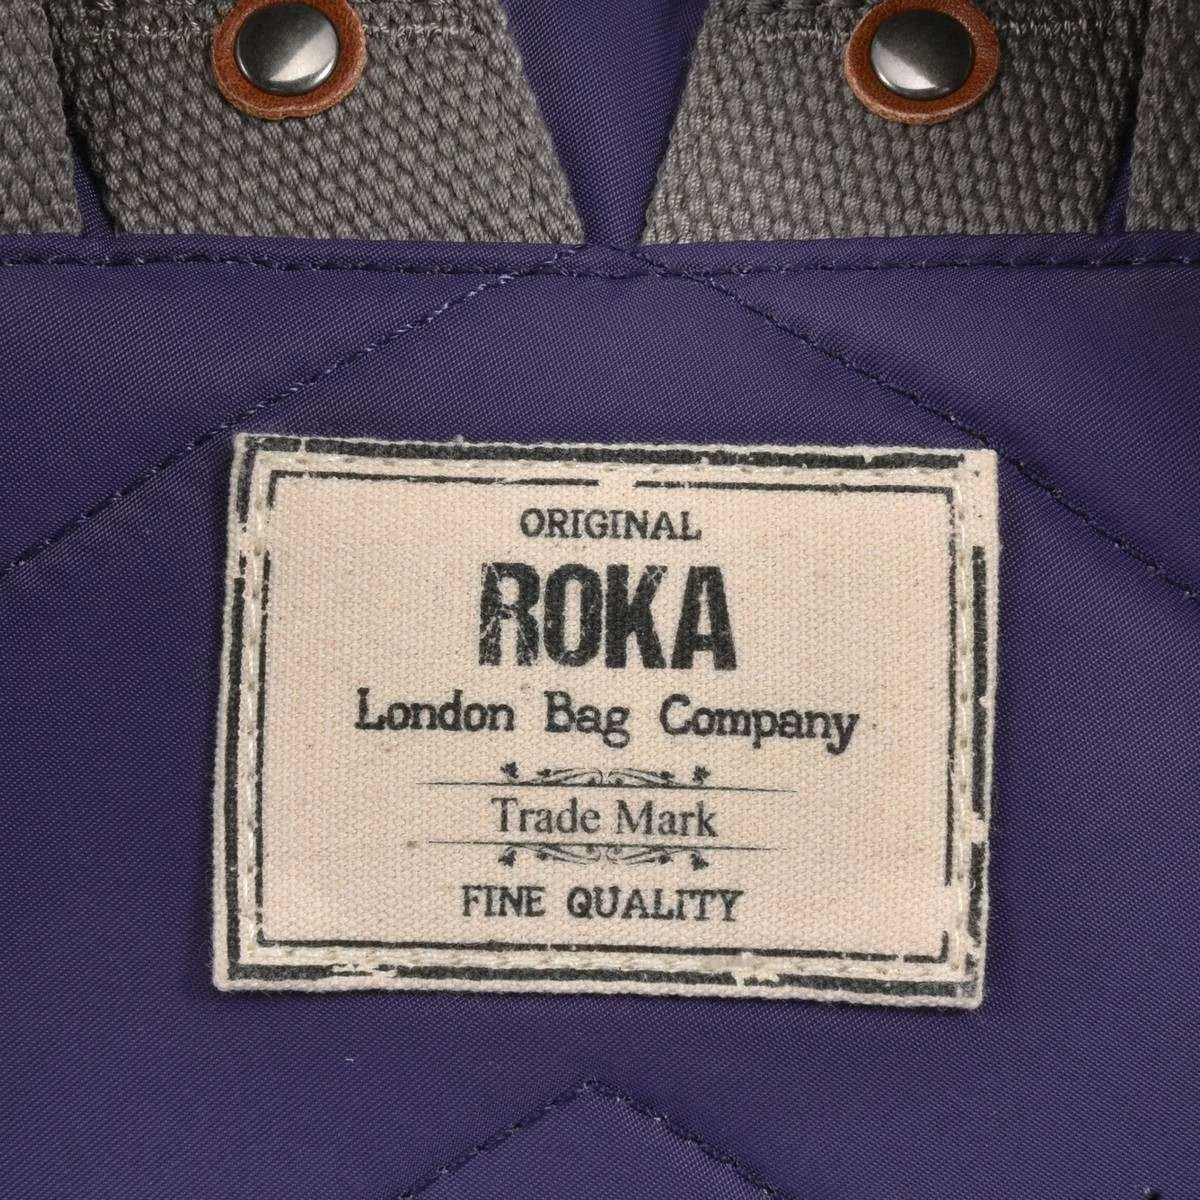 ORIGINAL
ROKA
London Bag Company
Trade Mark
FINE QUALITY